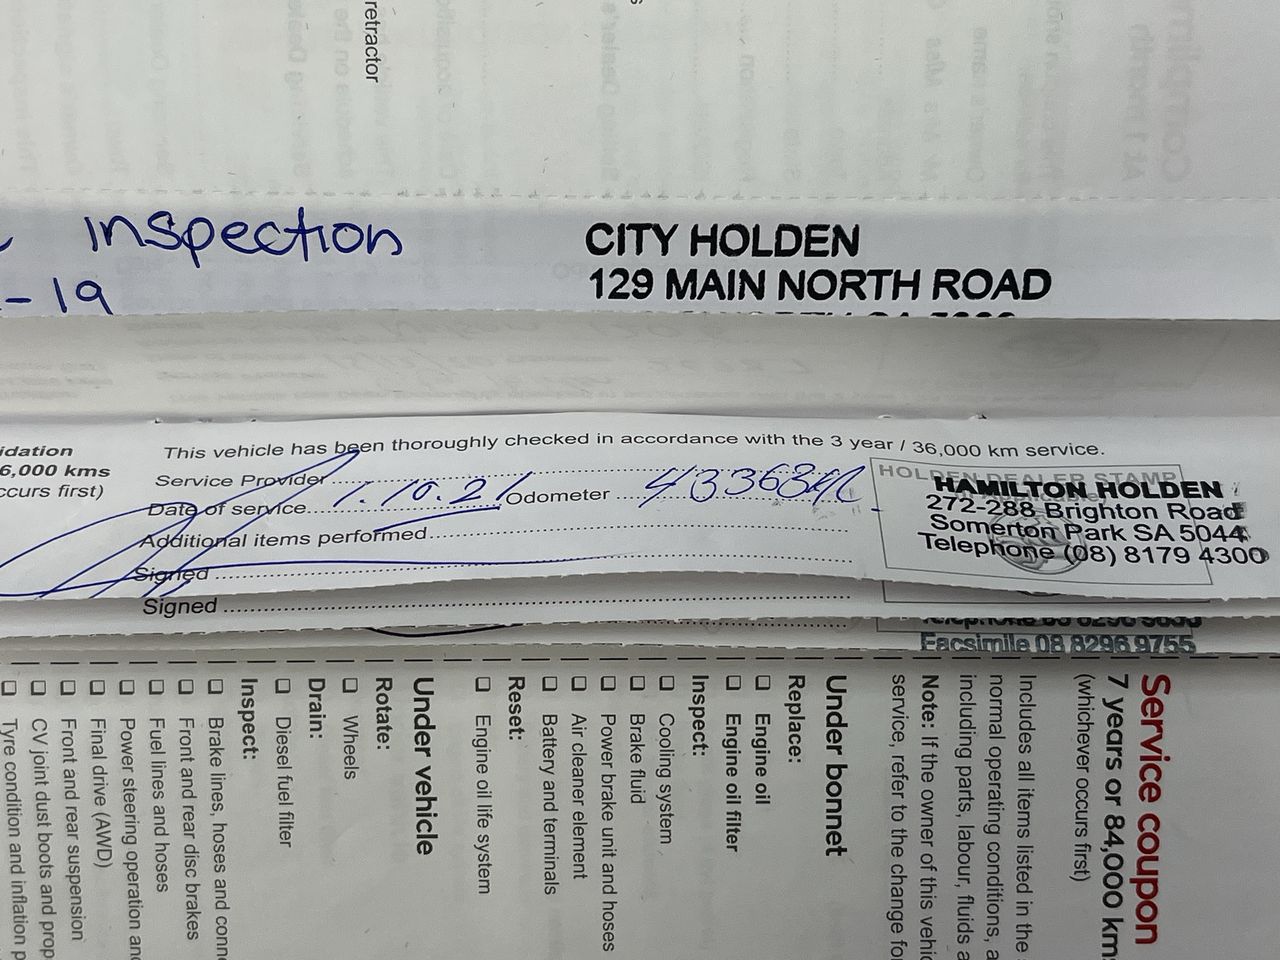 retractor
Inspection
-19
CITY HOLDEN
129 MAIN NORTH ROAD
idation
6,000 kms
ccurs first)
This vehicle has been thoroughly checked in accordance with the 3 year / 36,000 km service.
Service Provider
Date of service 1.10.21 Odometer
Additional items performed
Signed
HOLDEN DEALER STAMP
HAMILTON HOLDEN
272-288 Brighton Road
Somerton Park SA 5044
Telephone (08) 8179 4300
Signed
Facsimile 08 8296 9755
Service coupon
7 years or 84,000 kms
(whichever occurs first)
Includes all items listed in the
normal operating conditions, a
including parts, labour, fluids a
Note: If the owner of this vehic
service, refer to the change for
Under bonnet
Replace:
☐ Engine oil
☐ Engine oil filter
Inspect:
☐ Cooling system
☐ Brake fluid
☐ Power brake unit and hoses
☐ Air cleaner element
☐ Battery and terminals
Reset:
☐ Engine oil life system
Under vehicle
Rotate:
☐ Wheels
Drain:
☐ Diesel fuel filter
Inspect:
☐ Brake lines, hoses and conn
☐ Front and rear disc brakes
☐ Fuel lines and hoses
☐ Power steering operation and
☐ Final drive (AWD)
☐ Front and rear suspension
☐ CV joint dust boots and prop
☐ Tyre condition and inflation p